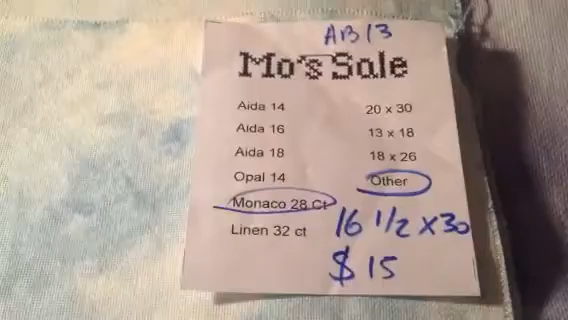 AB13
Mo's Sale
Aida 14 20 x 30
Aida 16 13 x 18
Aida 18 18 x 26
Opal 14 Other
Monaco 28 Ct
Linen 32 ct 16 1/2 x 30
$ 15